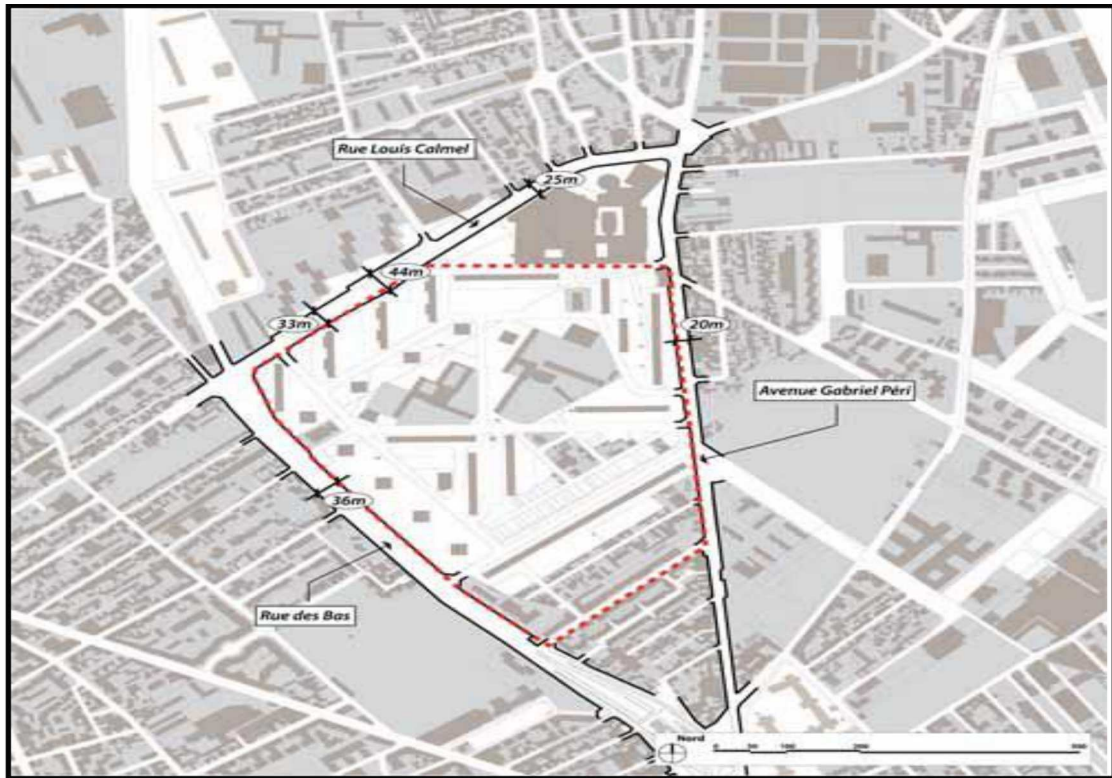 Rue Louis Calmel
25m
44m
33m
20m
Avenue Gabriel Péri
36m
Rue des Bas
Nord
0 50 100 200